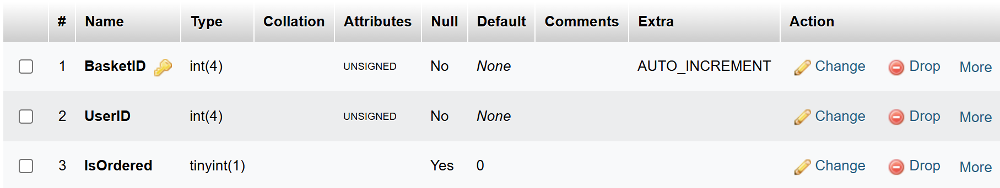 # Name Type Collation Attributes Null Default Comments Extra Action
1 BasketID int(4) UNSIGNED No None AUTO_INCREMENT Change Drop More
2 UserID int(4) UNSIGNED No None Change Drop More
3 IsOrdered tinyint(1) Yes 0 Change Drop More